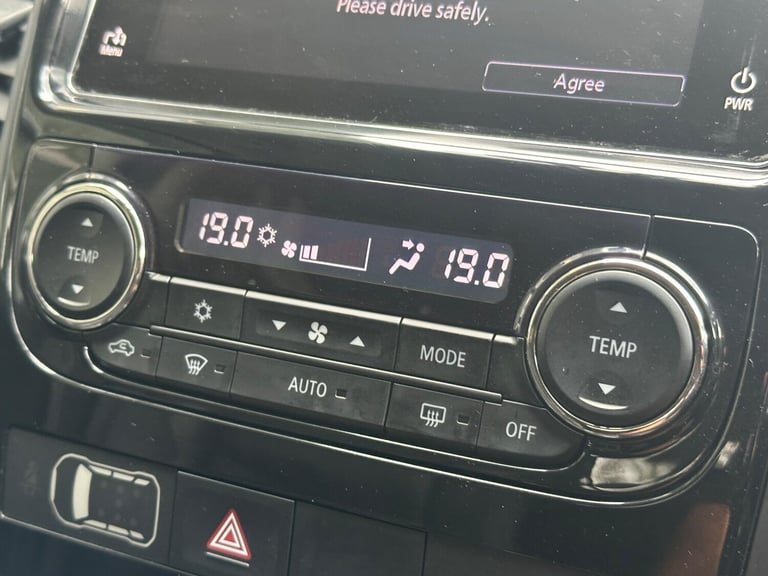 Please drive safely.
Menu
Agree
PWR
19.0
19.0
TEMP
TEMP
MODE
AUTO
OFF